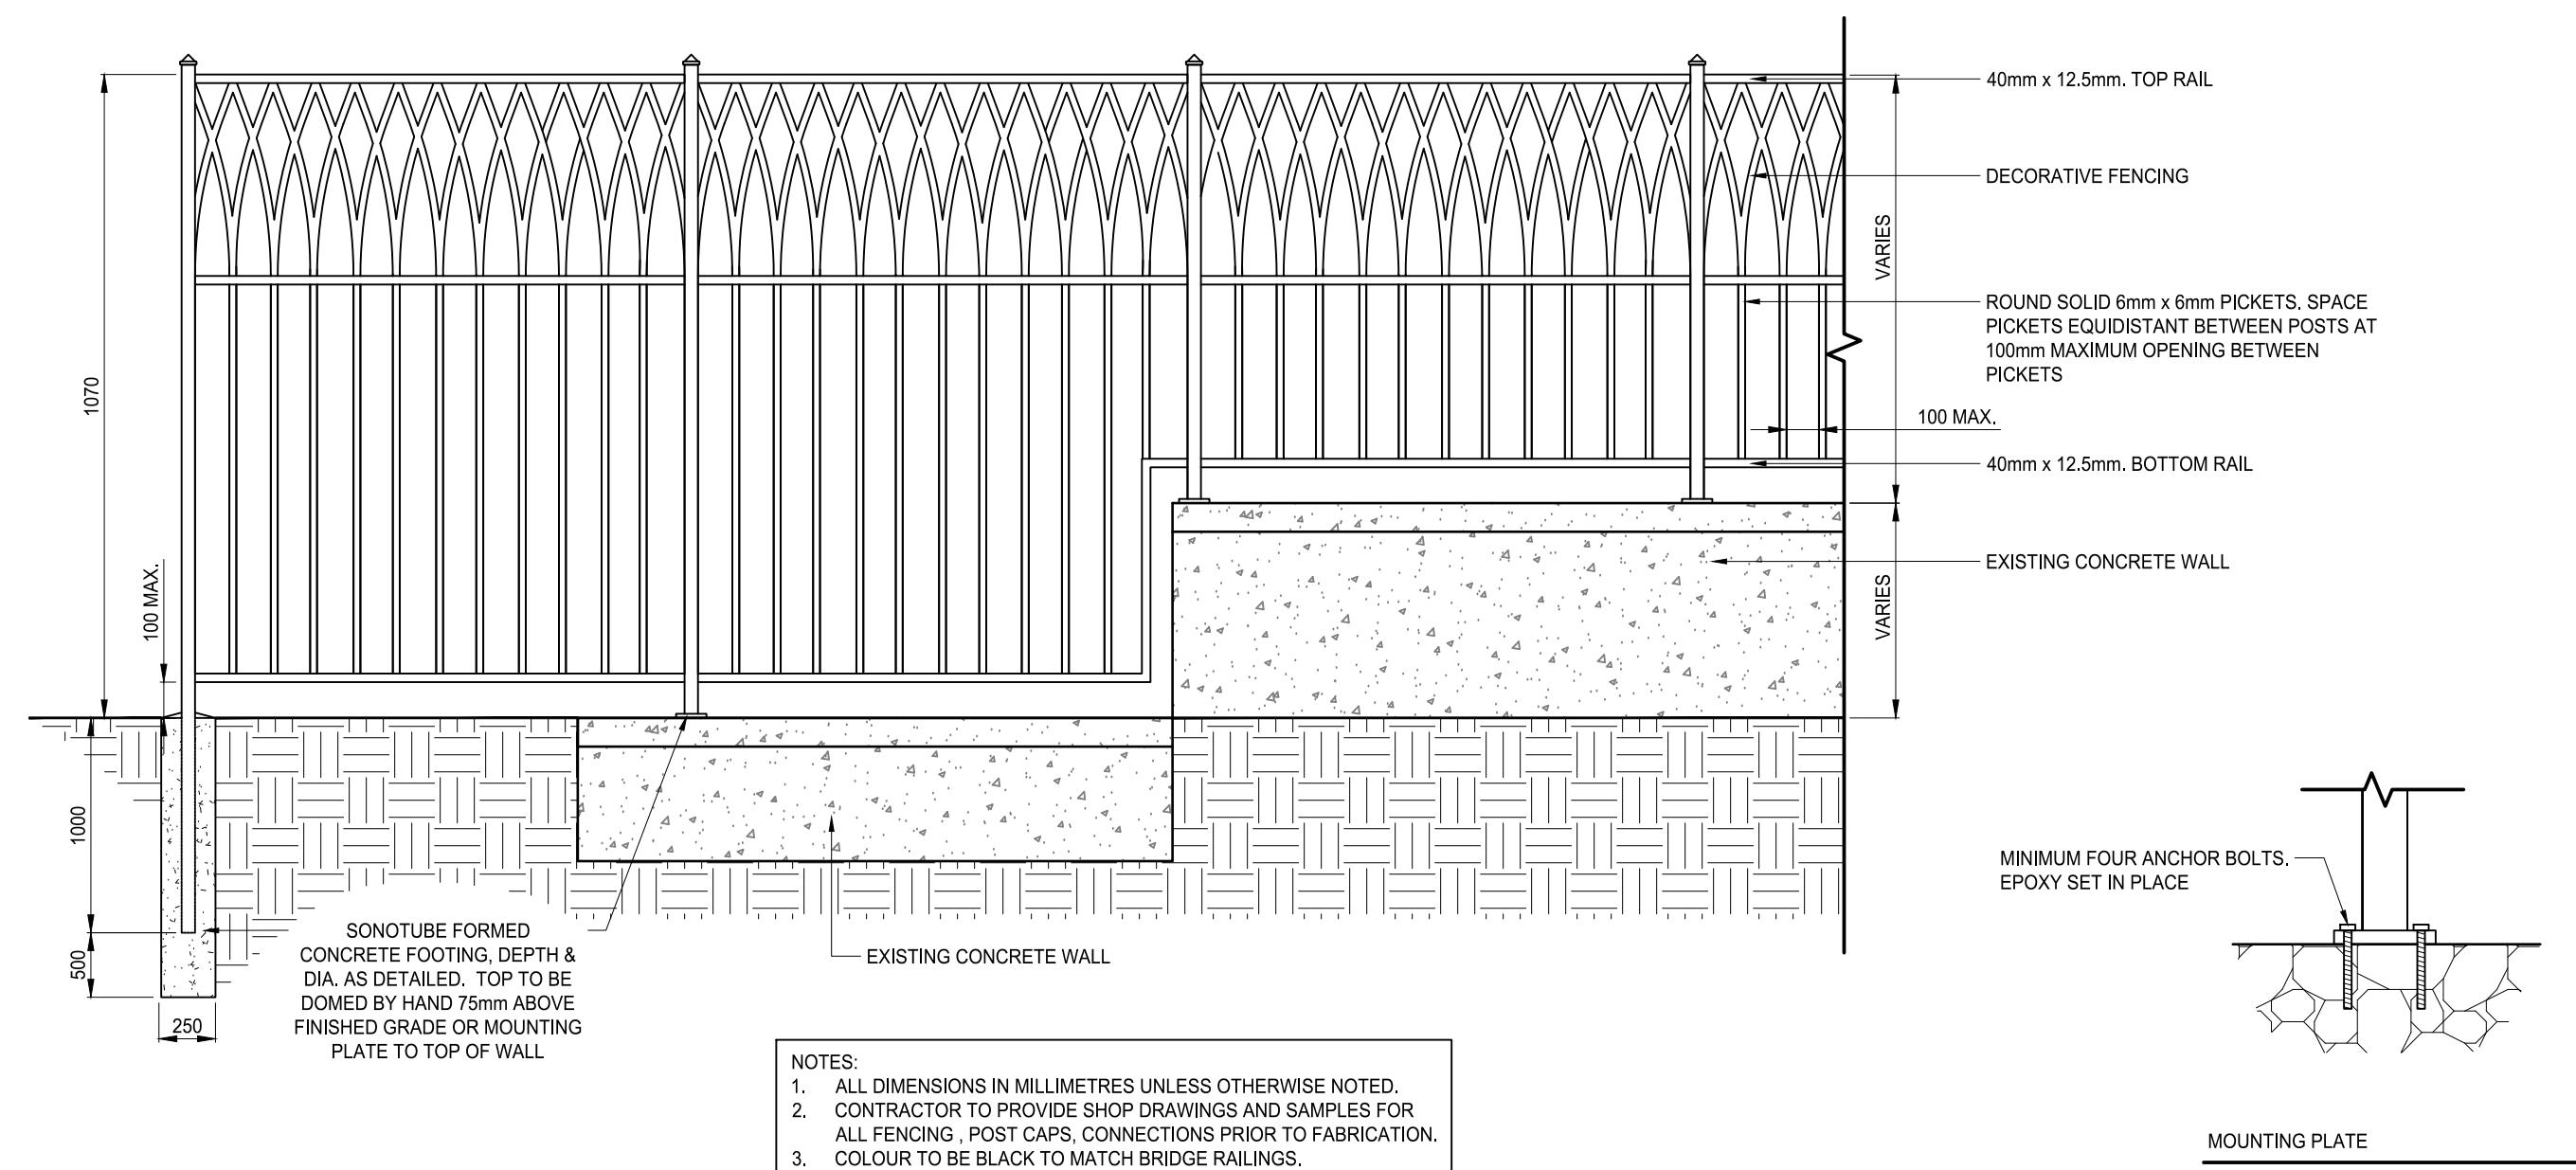 40mm x 12.5mm. TOP RAIL
DECORATIVE FENCING
VARIES
ROUND SOLID 6mm x 6mm PICKETS, SPACE
PICKETS EQUIDISTANT BETWEEN POSTS AT
100mm MAXIMUM OPENING BETWEEN
PICKETS
1070
100 MAX.
40mm x 12.5mm. BOTTOM RAIL
EXISTING CONCRETE WALL
VARIES
100 MAX.
1000
500
250
SONOTUBE FORMED
CONCRETE FOOTING, DEPTH &
DIA. AS DETAILED. TOP TO BE
DOMED BY HAND 75mm ABOVE
FINISHED GRADE OR MOUNTING
PLATE TO TOP OF WALL
EXISTING CONCRETE WALL
MINIMUM FOUR ANCHOR BOLTS,
EPOXY SET IN PLACE
MOUNTING PLATE
NOTES:
1. ALL DIMENSIONS IN MILLIMETRES UNLESS OTHERWISE NOTED.
2. CONTRACTOR TO PROVIDE SHOP DRAWINGS AND SAMPLES FOR
ALL FENCING , POST CAPS, CONNECTIONS PRIOR TO FABRICATION.
3. COLOUR TO BE BLACK TO MATCH BRIDGE RAILINGS.